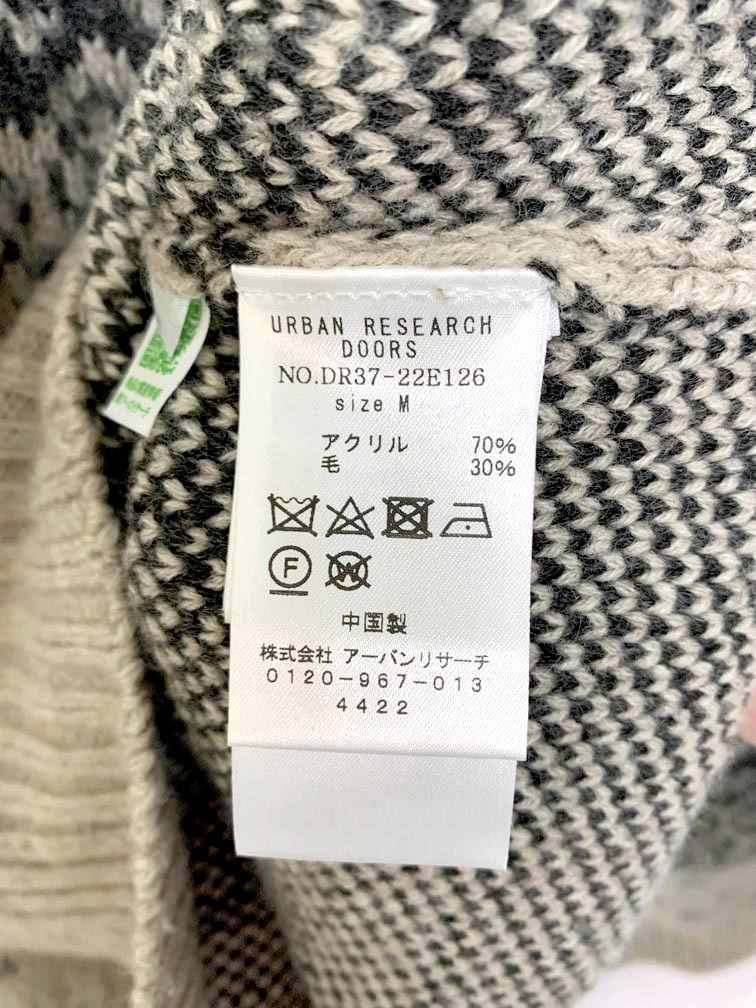 URBAN RESEARCH
DOORS
NO.DR37-22E126
size M
アクリル 70%
毛 30%
F W
中国製
株式会社 アーバンリサーチ
0120-967-013
4422